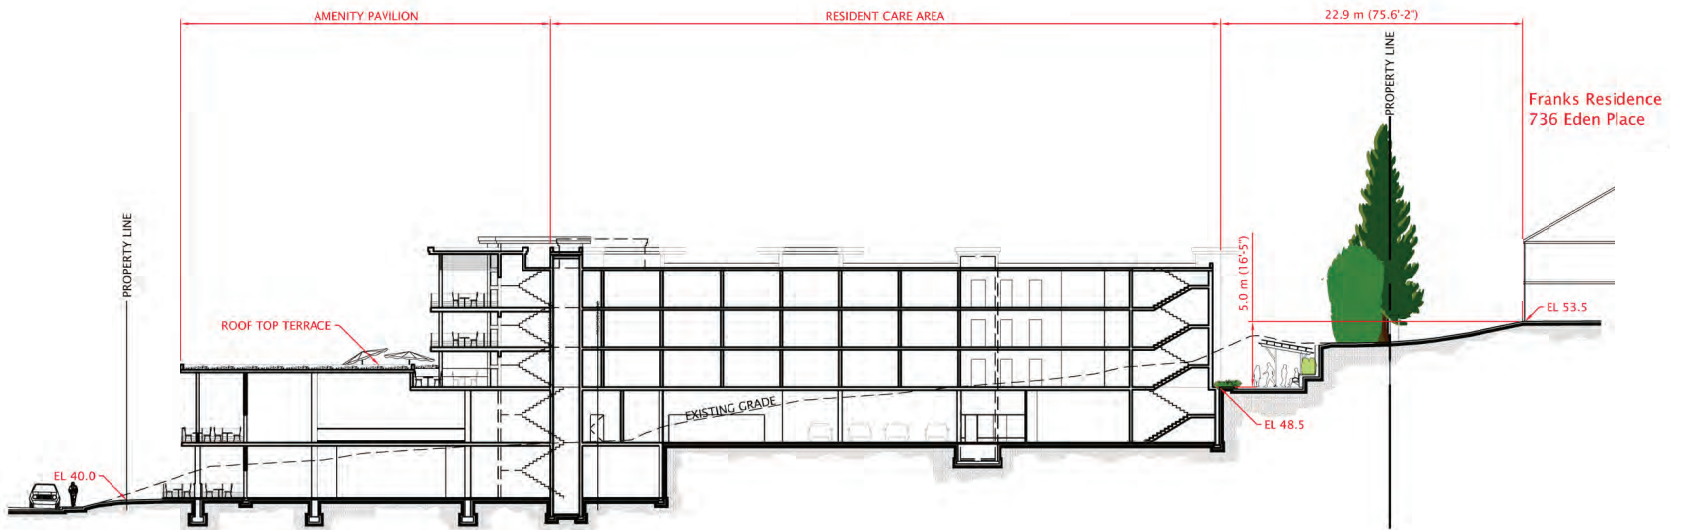 AMENITY PAVILION
RESIDENT CARE AREA
22.9 m (75.6'-2")
PROPERTY LINE
Franks Residence
736 Eden Place
PROPERTY LINE
5.0 m (16'-5")
EL 53.5
ROOF TOP TERRACE
EXISTING GRADE
EL 48.5
EL 40.0